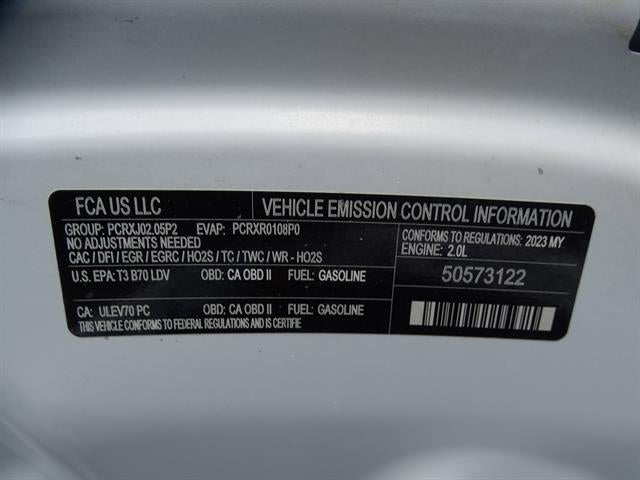 FCA US LLC
VEHICLE EMISSION CONTROL INFORMATION
GROUP: PCRXJ02.05P2 EVAP: PCRXR0108P0
NO ADJUSTMENTS NEEDED
CAC / DFI / EGR / EGRC / HO2S / TC / TWC / WR - HO2S
CONFORMS TO REGULATIONS: 2023 MY
ENGINE: 2.0L
U.S. EPA: T3 B70 LDV OBD: CA OBD II FUEL: GASOLINE
50573122
CA: ULEV70 PC OBD: CA OBD II FUEL: GASOLINE
THIS VEHICLE CONFORMS TO FEDERAL REGULATIONS AND IS CERTIFIE